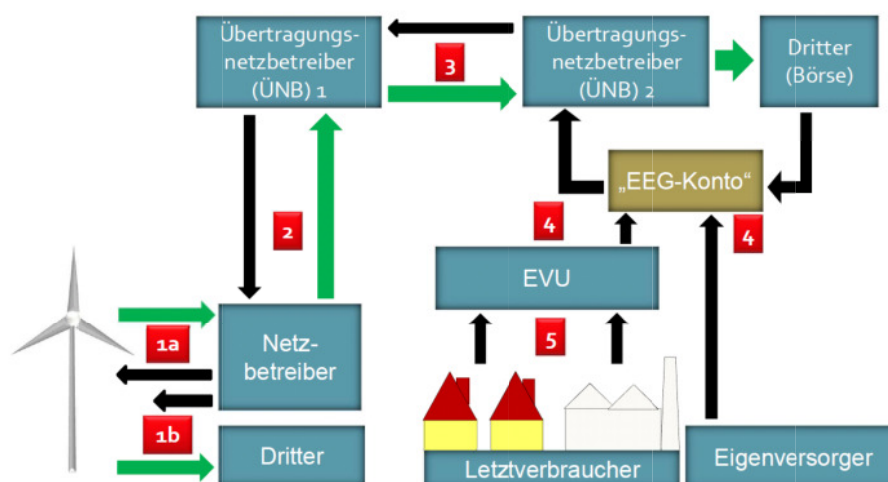 Übertragungs-
netzbetreiber
(ÜNB) 1
3
Übertragungs-
netzbetreiber
(ÜNB) 2
Dritter
(Börse)
„EEG-Konto“
2
4
4
EVU
1a
Netz-
betreiber
5
1b
Dritter
Letztverbraucher
Eigenversorger